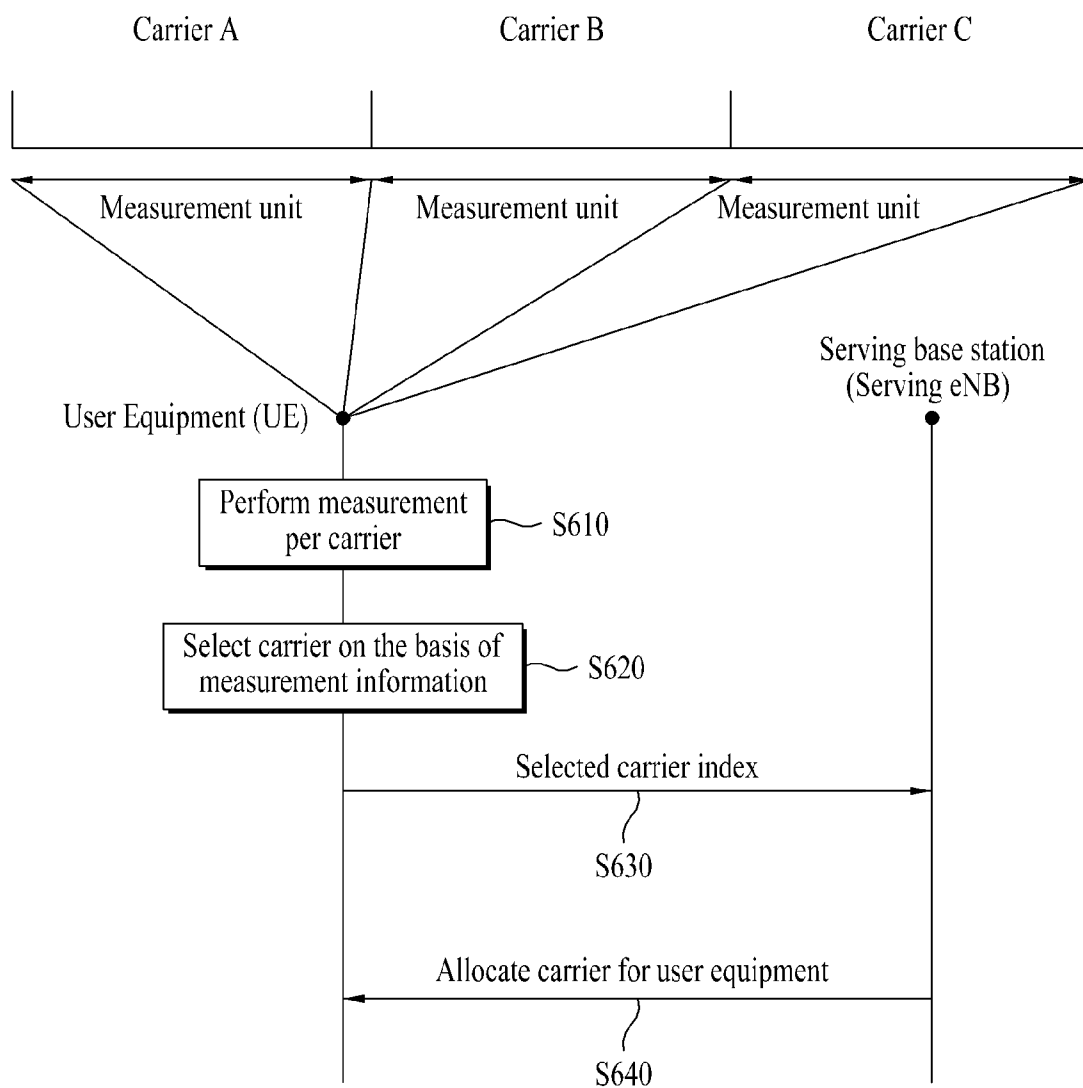 Carrier A
Carrier B
Carrier C
Measurement unit
Measurement unit
Measurement unit
Serving base station
(Serving eNB)
User Equipment (UE)
Perform measurement
per carrier
S610
Select carrier on the basis of
measurement information
S620
Selected carrier index
S630
Allocate carrier for user equipment
S640